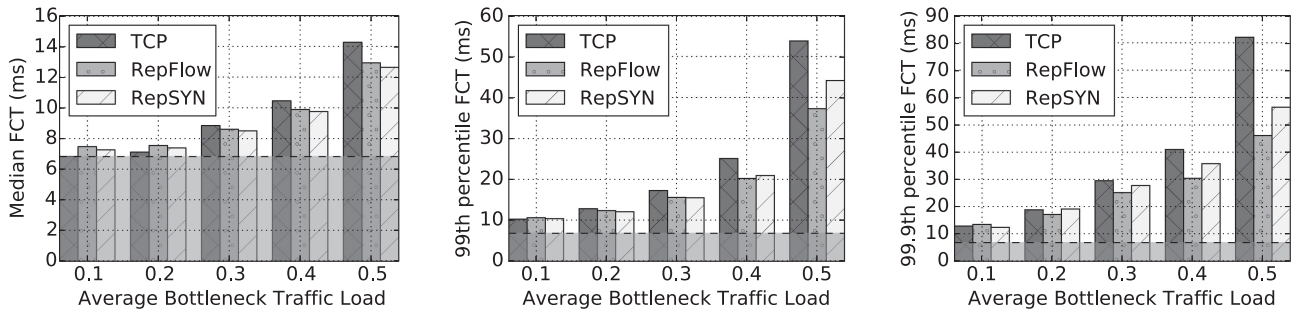 Median FCT (ms)
16
14
12
10
8
6
4
2
0
TCP
RepFlow
RepSYN
0.1 0.2 0.3 0.4 0.5
Average Bottleneck Traffic Load
99th percentile FCT (ms)
60
50
40
30
20
10
0
TCP
RepFlow
RepSYN
0.1 0.2 0.3 0.4 0.5
Average Bottleneck Traffic Load
99.9th percentile FCT (ms)
90
80
70
60
50
40
30
20
10
0
TCP
RepFlow
RepSYN
0.1 0.2 0.3 0.4 0.5
Average Bottleneck Traffic Load